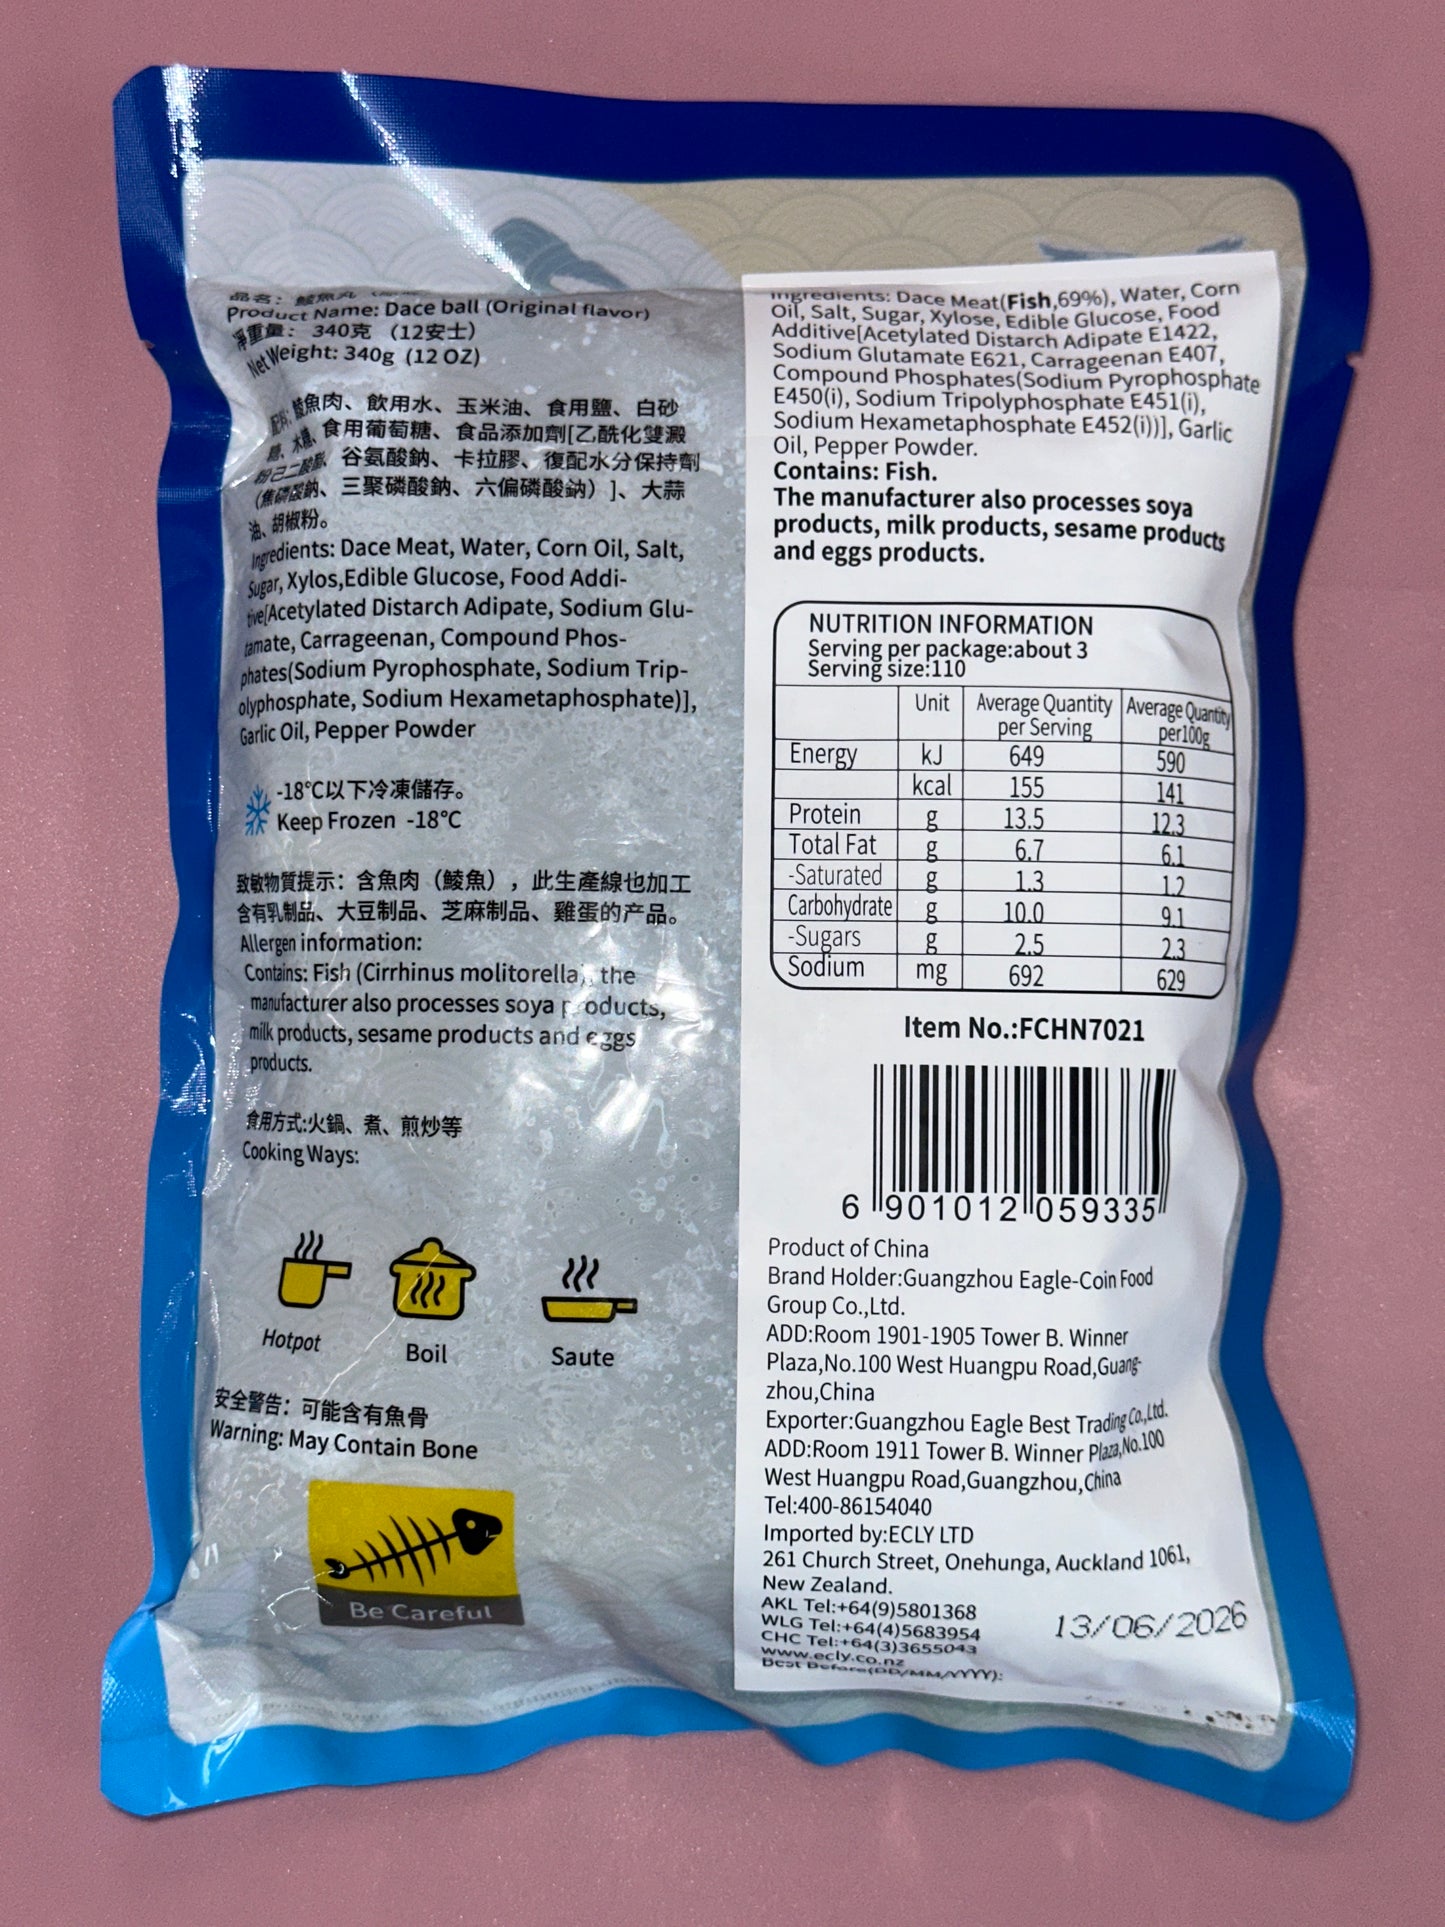 品名：鯪魚丸
Product Name: Dace ball (Original flavor)
淨重量： 340克 （12安士）
Net Weight: 340g (12 OZ)
配料：鯪魚肉、飲用水、玉米油、食用鹽、白砂
糖、木糖、食用葡萄糖、食品添加劑[乙酰化雙澱
粉己二酸酯、谷氨酸鈉、卡拉膠、復配水分保持劑
（焦磷酸鈉、三聚磷酸鈉、六偏磷酸鈉）]、大蒜
油、胡椒粉。
Ingredients: Dace Meat, Water, Corn Oil, Salt,
Sugar, Xylos,Edible Glucose, Food Addi-
tive[Acetylated Distarch Adipate, Sodium Glu-
tamate, Carrageenan, Compound Phos-
phates(Sodium Pyrophosphate, Sodium Trip-
olyphosphate, Sodium Hexametaphosphate)],
Garlic Oil, Pepper Powder
-18℃以下冷凍儲存。
Keep Frozen -18℃
致敏物質提示：含魚肉（鯪魚），此生產線也加工
含有乳制品、大豆制品、芝麻制品、雞蛋的产品。
Allergen information:
Contains: Fish (Cirrhinus molitorella), the
manufacturer also processes soya products,
milk products, sesame products and eggs
products.
食用方式:火鍋、煮、煎炒等
Cooking Ways:
Hotpot
Boil
Saute
安全警告：可能含有魚骨
Warning: May Contain Bone
Be Careful
Ingredients: Dace Meat(Fish,69%), Water, Corn
Oil, Salt, Sugar, Xylose, Edible Glucose, Food
Additive[Acetylated Distarch Adipate E1422,
Sodium Glutamate E621, Carrageenan E407,
Compound Phosphates(Sodium Pyrophosphate
E450(i), Sodium Tripolyphosphate E451(i),
Sodium Hexametaphosphate E452(i))], Garlic
Oil, Pepper Powder.
Contains: Fish.
The manufacturer also processes soya
products, milk products, sesame products
and eggs products.
NUTRITION INFORMATION
Serving per package:about 3
Serving size:110
Unit Average Quantity per Serving Average Quantity per100g
Energy kJ 649 590
kcal 155 141
Protein g 13.5 12.3
Total Fat g 6.7 6.1
-Saturated g 1.3 1.2
Carbohydrate g 10.0 9.1
-Sugars g 2.5 2.3
Sodium mg 692 629
Item No.:FCHN7021
6 901012 059335
Product of China
Brand Holder:Guangzhou Eagle-Coin Food
Group Co.,Ltd.
ADD:Room 1901-1905 Tower B. Winner
Plaza,No.100 West Huangpu Road,Guang-
zhou,China
Exporter:Guangzhou Eagle Best Trading Co.,Ltd.
ADD:Room 1911 Tower B. Winner Plaza,No.100
West Huangpu Road,Guangzhou,China
Tel:400-86154040
Imported by:ECLY LTD
261 Church Street, Onehunga, Auckland 1061,
New Zealand.
AKL Tel:+64(9)5801368
WLG Tel:+64(4)5683954
CHC Tel:+64(3)3655043
www.ecly.co.nz
Best Before(DD/MM/YYYY):
13/06/2026